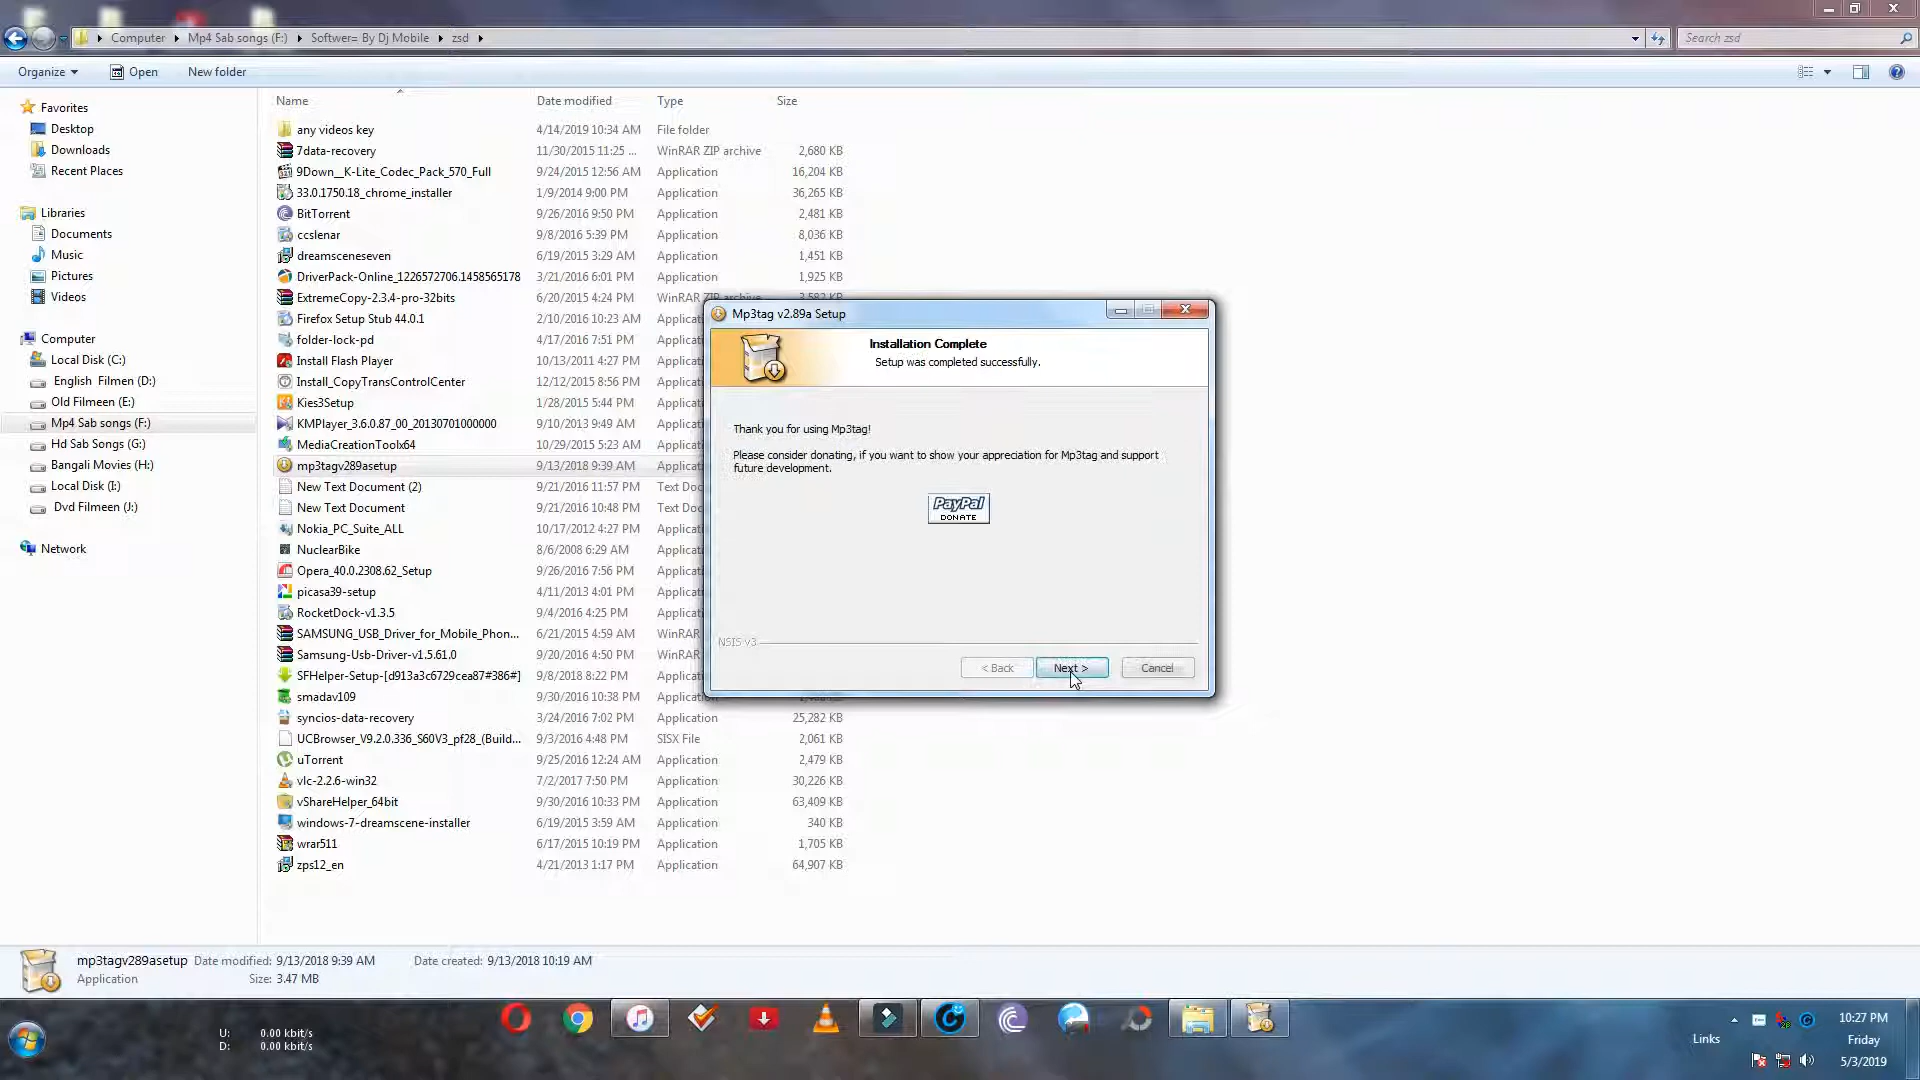 Computer Mp4 Sab songs (F:) Softwer= By Dj Mobile zsd
Search zsd
Organize Open New folder
Name Date modified Type Size
Favorites
Desktop
Downloads
Recent Places
Libraries
Documents
Music
Pictures
Videos
Computer
Local Disk (C:)
English Filmen (D:)
Old Filmeen (E:)
Mp4 Sab songs (F:)
Hd Sab Songs (G:)
Bangali Movies (H:)
Local Disk (I:)
Dvd Filmeen (J:)
Network
any videos key 4/14/2019 10:34 AM File folder
7data-recovery 11/30/2015 11:25 ... WinRAR ZIP archive 2,680 KB
9Down__K-Lite_Codec_Pack_570_Full 9/24/2015 12:56 AM Application 16,204 KB
33.0.1750.18_chrome_installer 1/9/2014 9:00 PM Application 36,265 KB
BitTorrent 9/26/2016 9:50 PM Application 2,481 KB
ccslenar 9/8/2016 5:39 PM Application 8,036 KB
dreamsceneseven 6/19/2015 3:29 AM Application 1,451 KB
DriverPack-Online_1226572706.1458565178 3/21/2016 6:01 PM Application 1,925 KB
ExtremeCopy-2.3.4-pro-32bits 6/20/2015 4:24 PM WinRAR ZIP archive 3,582 KB
Firefox Setup Stub 44.0.1 2/10/2016 10:23 AM Applicati
folder-lock-pd 4/17/2016 7:51 PM Applicati
Install Flash Player 10/13/2011 4:27 PM Applicati
Install_CopyTransControlCenter 12/12/2015 8:56 PM Applicati
Kies3Setup 1/28/2015 5:44 PM Applicati
KMPlayer_3.6.0.87_00_20130701000000 9/10/2013 9:49 AM Applicati
MediaCreationToolx64 10/29/2015 5:23 AM Applicati
mp3tagv289asetup 9/13/2018 9:39 AM Applicati
New Text Document (2) 9/21/2016 11:57 PM Text Doc
New Text Document 9/21/2016 10:48 PM Text Doc
Nokia_PC_Suite_ALL 10/17/2012 4:27 PM Applicati
NuclearBike 8/6/2008 6:29 AM Applicati
Opera_40.0.2308.62_Setup 9/26/2016 7:56 PM Applicati
picasa39-setup 4/11/2013 4:01 PM Applicati
RocketDock-v1.3.5 9/4/2016 4:25 PM Applicati
SAMSUNG_USB_Driver_for_Mobile_Phon... 6/21/2015 4:59 AM WinRAR
Samsung-Usb-Driver-v1.5.61.0 9/20/2016 4:50 PM WinRAR
SFHelper-Setup-[d913a3c6729cea87#386#] 9/8/2018 8:22 PM Applicati
smadav109 9/30/2016 10:38 PM Application
syncios-data-recovery 3/24/2016 7:02 PM Application 25,282 KB
UCBrowser_V9.2.0.336_S60V3_pf28_(Build... 9/3/2016 4:48 PM SISX File 2,061 KB
uTorrent 9/25/2016 12:24 AM Application 2,479 KB
vlc-2.2.6-win32 7/2/2017 7:50 PM Application 30,226 KB
vShareHelper_64bit 9/30/2016 10:33 PM Application 63,409 KB
windows-7-dreamscene-installer 6/19/2015 3:59 AM Application 340 KB
wrar511 6/17/2015 10:19 PM Application 1,705 KB
zps12_en 4/21/2013 1:17 PM Application 64,907 KB
Mp3tag v2.89a Setup
Installation Complete
Setup was completed successfully.
Thank you for using Mp3tag!
Please consider donating, if you want to show your appreciation for Mp3tag and support
future development.
PayPal
DONATE
NSIS v3
< Back Next > Cancel
mp3tagv289asetup Date modified: 9/13/2018 9:39 AM Date created: 9/13/2018 10:19 AM
Application Size: 3.47 MB
U: 0.00 kbit/s
D: 0.00 kbit/s
Links
10:27 PM
Friday
5/3/2019